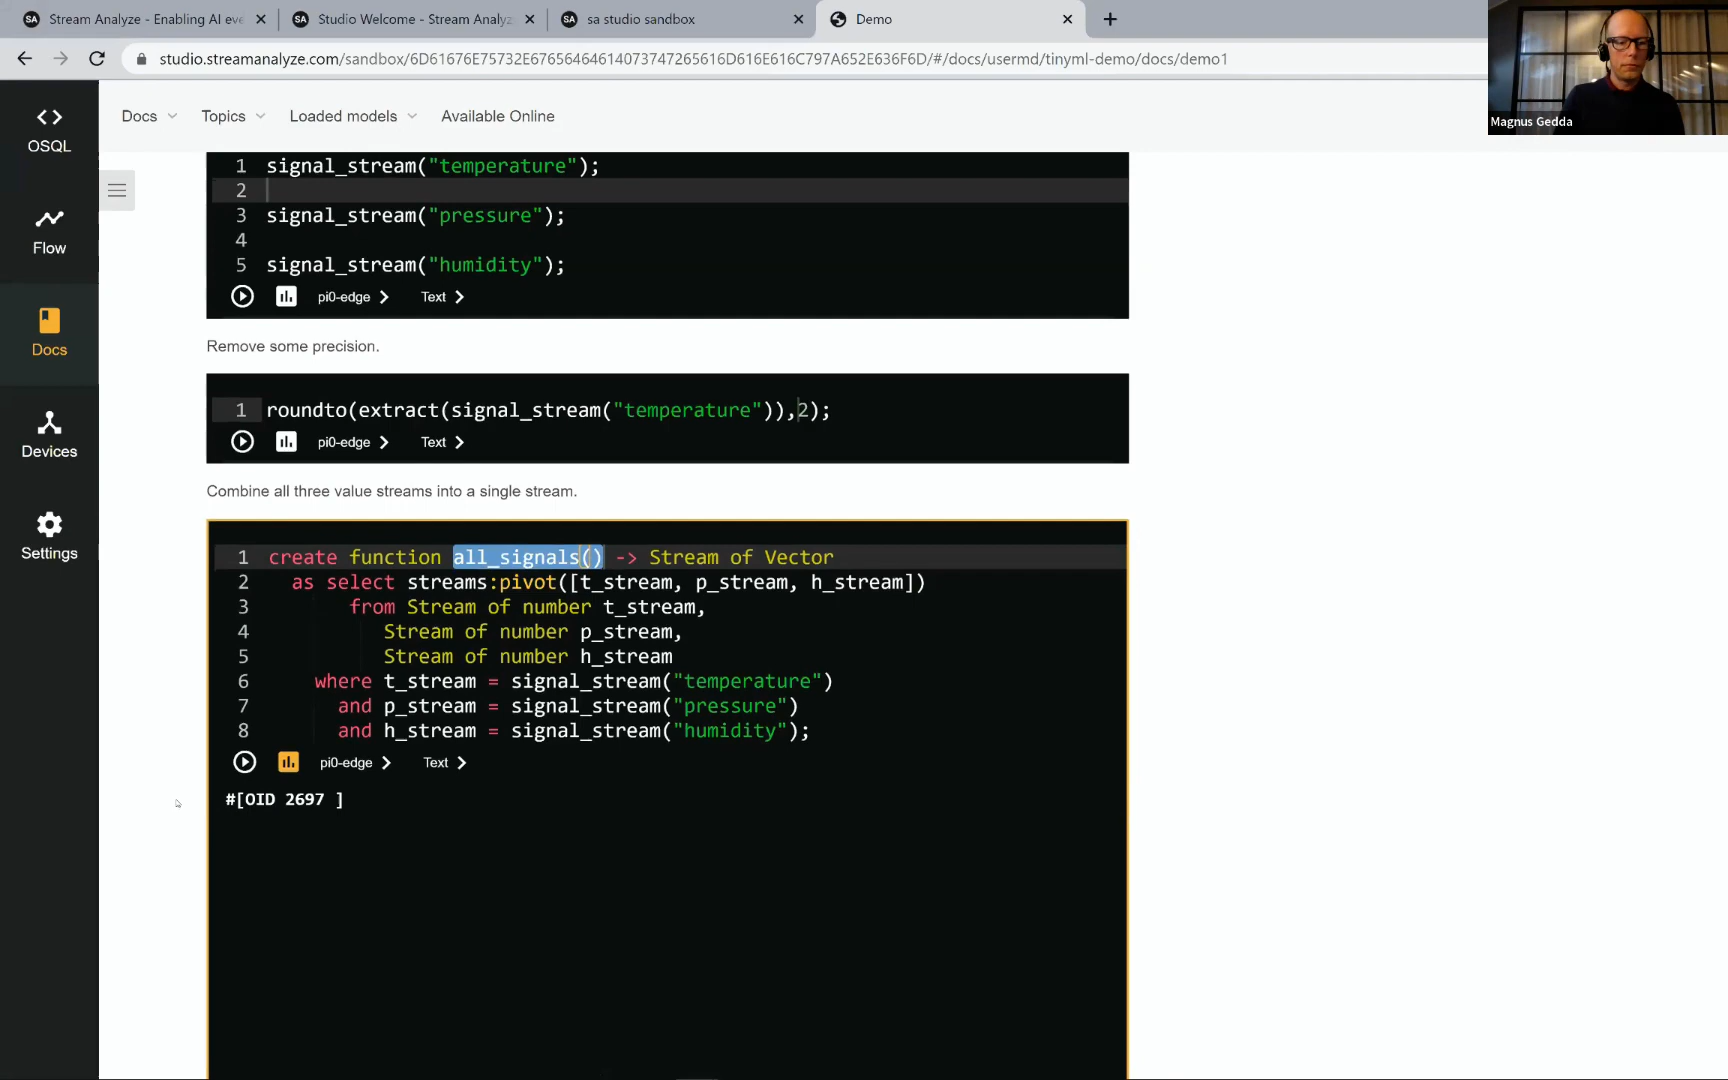 Stream Analyze - Enabling AI eve
Studio Welcome - Stream Analyz
sa studio sandbox
Demo
studio.streamanalyze.com/sandbox/6D61676E75732E67656464614073747265616D616E616C797A652E636F6D/#/docs/usermd/tinyml-demo/docs/demo1
Magnus Gedda
OSQL
Flow
Docs
Devices
Settings
Docs Topics Loaded models Available Online
1 signal_stream("temperature");
2
3 signal_stream("pressure");
4
5 signal_stream("humidity");
pi0-edge Text
Remove some precision.
1 roundto(extract(signal_stream("temperature")),2);
pi0-edge Text
Combine all three value streams into a single stream.
1 create function all_signals() -> Stream of Vector
2 as select streams:pivot([t_stream, p_stream, h_stream])
3 from Stream of number t_stream,
4 Stream of number p_stream,
5 Stream of number h_stream
6 where t_stream = signal_stream("temperature")
7 and p_stream = signal_stream("pressure")
8 and h_stream = signal_stream("humidity");
pi0-edge Text
#[OID 2697 ]